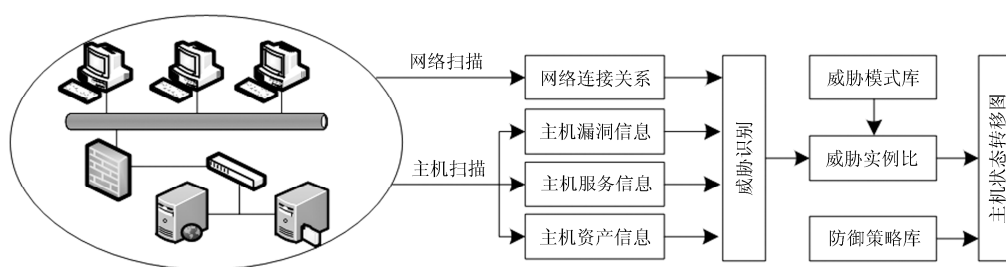 网络扫描
主机扫描
网络连接关系
主机漏洞信息
主机服务信息
主机资产信息
威胁识别
威胁模式库
威胁实例比
防御策略库
主机状态转移图